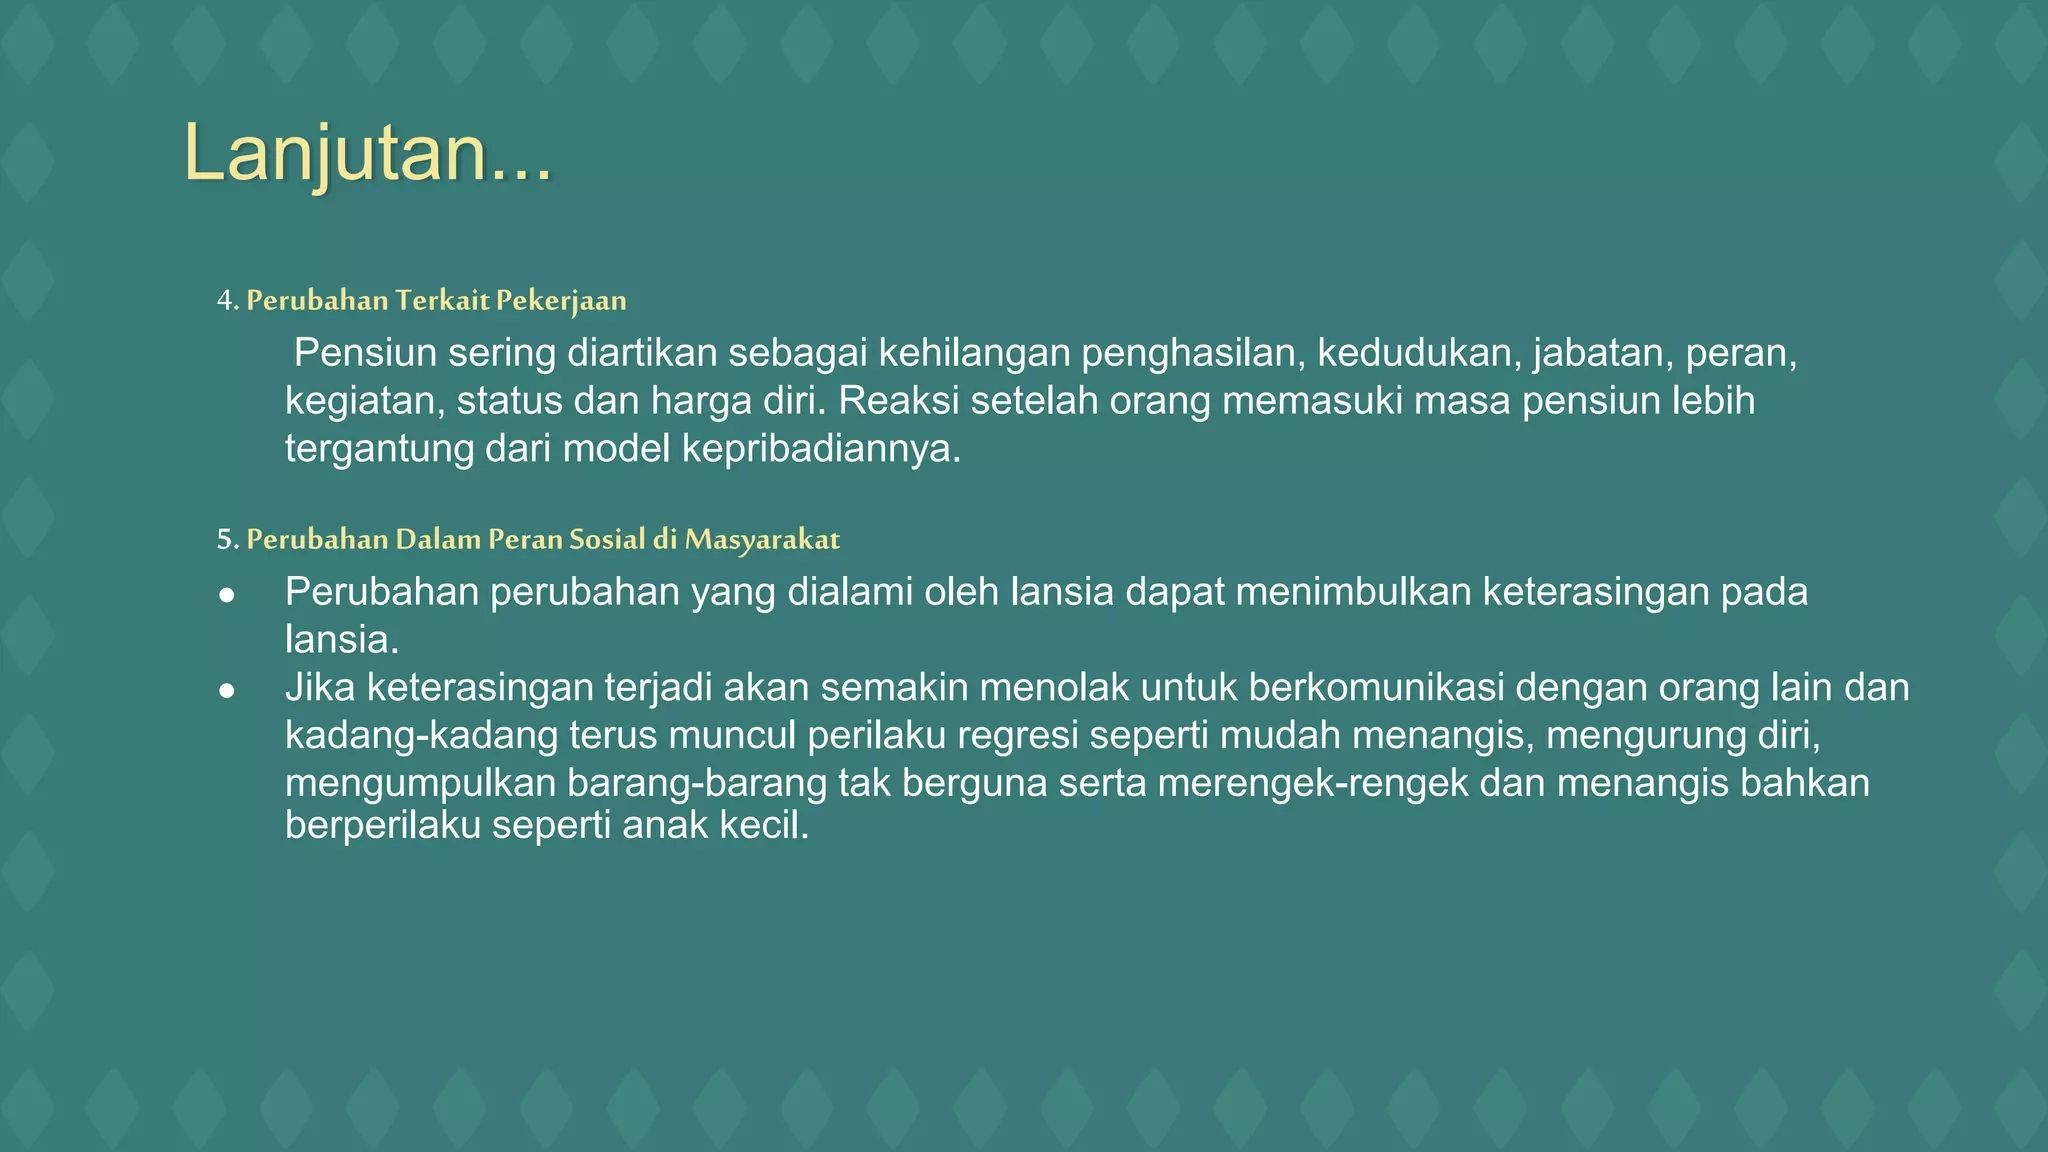 Lanjutan...
4. Perubahan Terkait Pekerjaan
Pensiun sering diartikan sebagai kehilangan penghasilan, kedudukan, jabatan, peran,
kegiatan, status dan harga diri. Reaksi setelah orang memasuki masa pensiun lebih
tergantung dari model kepribadiannya.
5. Perubahan Dalam Peran Sosial di Masyarakat
● Perubahan perubahan yang dialami oleh lansia dapat menimbulkan keterasingan pada
lansia.
● Jika keterasingan terjadi akan semakin menolak untuk berkomunikasi dengan orang lain dan
kadang-kadang terus muncul perilaku regresi seperti mudah menangis, mengurung diri,
mengumpulkan barang-barang tak berguna serta merengek-rengek dan menangis bahkan
berperilaku seperti anak kecil.